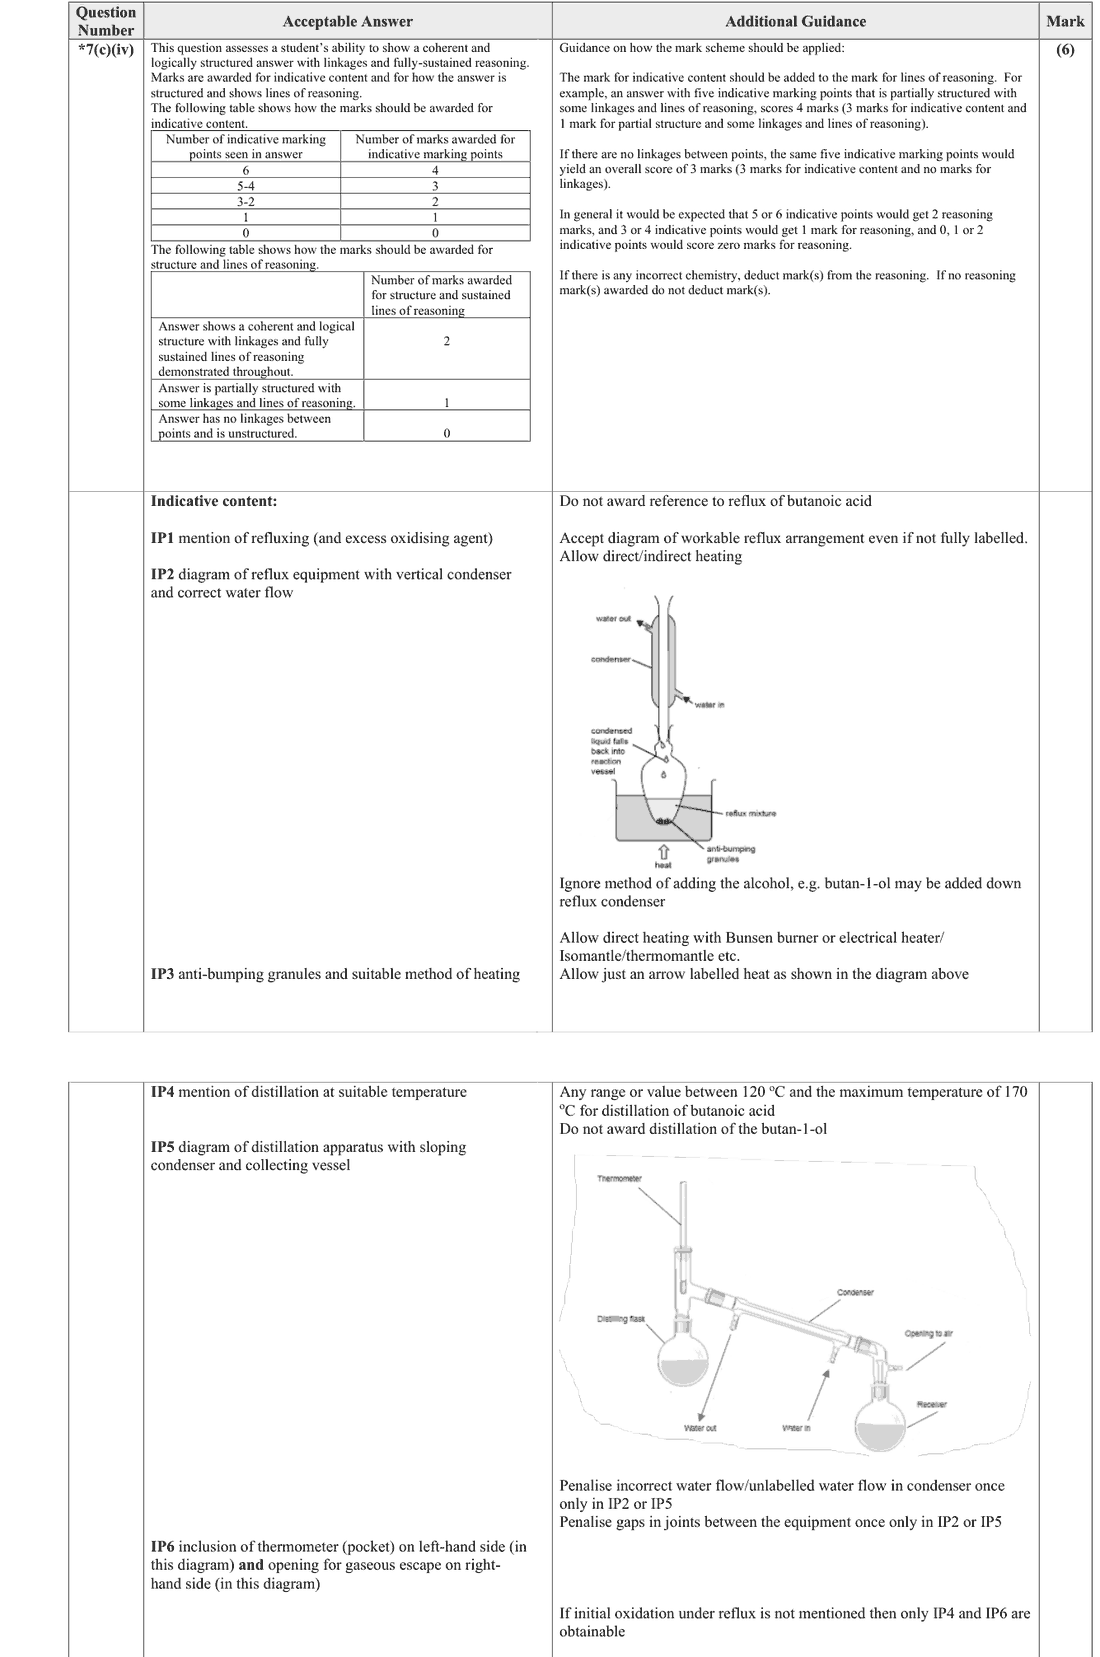 Question
Number
Acceptable Answer
Additional Guidance
Mark
*7(c)(iv)
This question assesses a student's ability to show a coherent and
logically structured answer with linkages and fully-sustained reasoning.
Marks are awarded for indicative content and for how the answer is
structured and shows lines of reasoning.
The following table shows how the marks should be awarded for
indicative content.
Number of indicative marking
points seen in answer
Number of marks awarded for
indicative marking points
6 4
5-4 3
3-2 2
1 1
0 0
The following table shows how the marks should be awarded for
structure and lines of reasoning.
Number of marks awarded
for structure and sustained
lines of reasoning
Answer shows a coherent and logical
structure with linkages and fully
sustained lines of reasoning
demonstrated throughout.
2
Answer is partially structured with
some linkages and lines of reasoning.
1
Answer has no linkages between
points and is unstructured.
0
Guidance on how the mark scheme should be applied:
The mark for indicative content should be added to the mark for lines of reasoning. For
example, an answer with five indicative marking points that is partially structured with
some linkages and lines of reasoning, scores 4 marks (3 marks for indicative content and
1 mark for partial structure and some linkages and lines of reasoning).
If there are no linkages between points, the same five indicative marking points would
yield an overall score of 3 marks (3 marks for indicative content and no marks for
linkages).
In general it would be expected that 5 or 6 indicative points would get 2 reasoning
marks, and 3 or 4 indicative points would get 1 mark for reasoning, and 0, 1 or 2
indicative points would score zero marks for reasoning.
If there is any incorrect chemistry, deduct mark(s) from the reasoning. If no reasoning
mark(s) awarded do not deduct mark(s).
(6)
Indicative content:
IP1 mention of refluxing (and excess oxidising agent)
IP2 diagram of reflux equipment with vertical condenser
and correct water flow
IP3 anti-bumping granules and suitable method of heating
Do not award reference to reflux of butanoic acid
Accept diagram of workable reflux arrangement even if not fully labelled.
Allow direct/indirect heating
water out
condenser
water in
condensed
liquid falls
back into
reaction
vessel
reflux mixture
anti-bumping
granules
heat
Ignore method of adding the alcohol, e.g. butan-1-ol may be added down
reflux condenser
Allow direct heating with Bunsen burner or electrical heater/
Isomantle/thermomantle etc.
Allow just an arrow labelled heat as shown in the diagram above
IP4 mention of distillation at suitable temperature
IP5 diagram of distillation apparatus with sloping
condenser and collecting vessel
IP6 inclusion of thermometer (pocket) on left-hand side (in
this diagram) and opening for gaseous escape on right-
hand side (in this diagram)
Any range or value between 120 °C and the maximum temperature of 170
°C for distillation of butanoic acid
Do not award distillation of the butan-1-ol
Thermometer
Condenser
Distilling flask
Opening to air
Receiver
Water out
Water in
Penalise incorrect water flow/unlabelled water flow in condenser once
only in IP2 or IP5
Penalise gaps in joints between the equipment once only in IP2 or IP5
If initial oxidation under reflux is not mentioned then only IP4 and IP6 are
obtainable